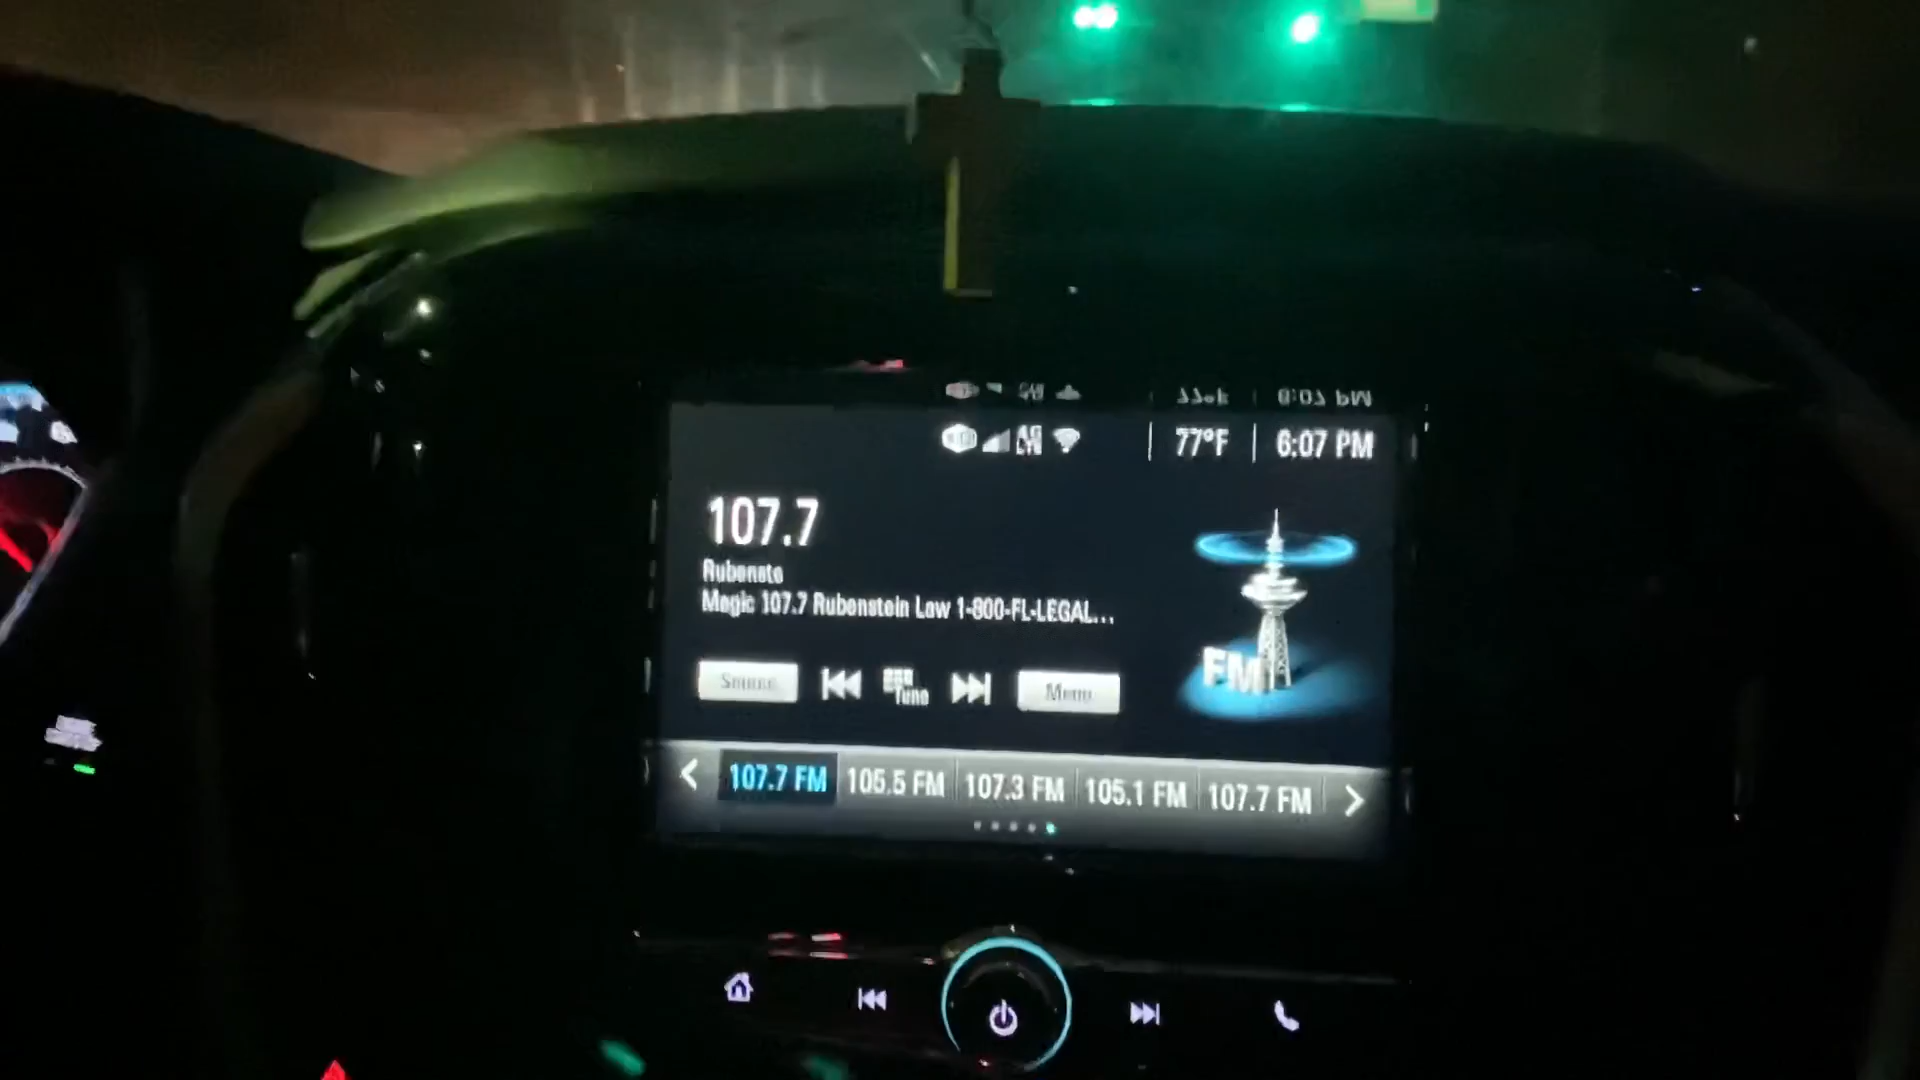 77°F 6:07 PM
107.7
Rubenste
Magic 107.7 Rubenstein Law 1-800-FL-LEGAL...
Source
Tune
Menu
FM
107.7 FM 105.5 FM 107.3 FM 105.1 FM 107.7 FM